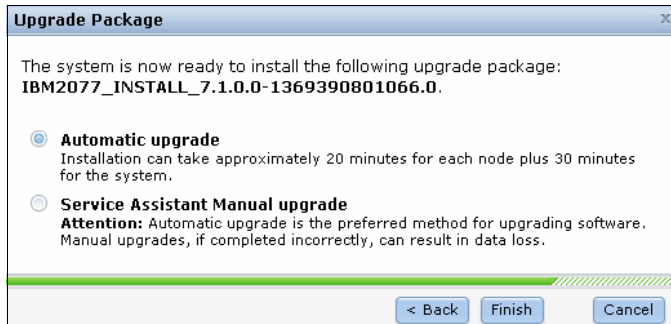 Upgrade Package
x
The system is now ready to install the following upgrade package:
IBM2077_INSTALL_7.1.0.0-1369390801066.0.
Automatic upgrade
Installation can take approximately 20 minutes for each node plus 30 minutes
for the system.
Service Assistant Manual upgrade
Attention: Automatic upgrade is the preferred method for upgrading software.
Manual upgrades, if completed incorrectly, can result in data loss.
< Back Finish Cancel